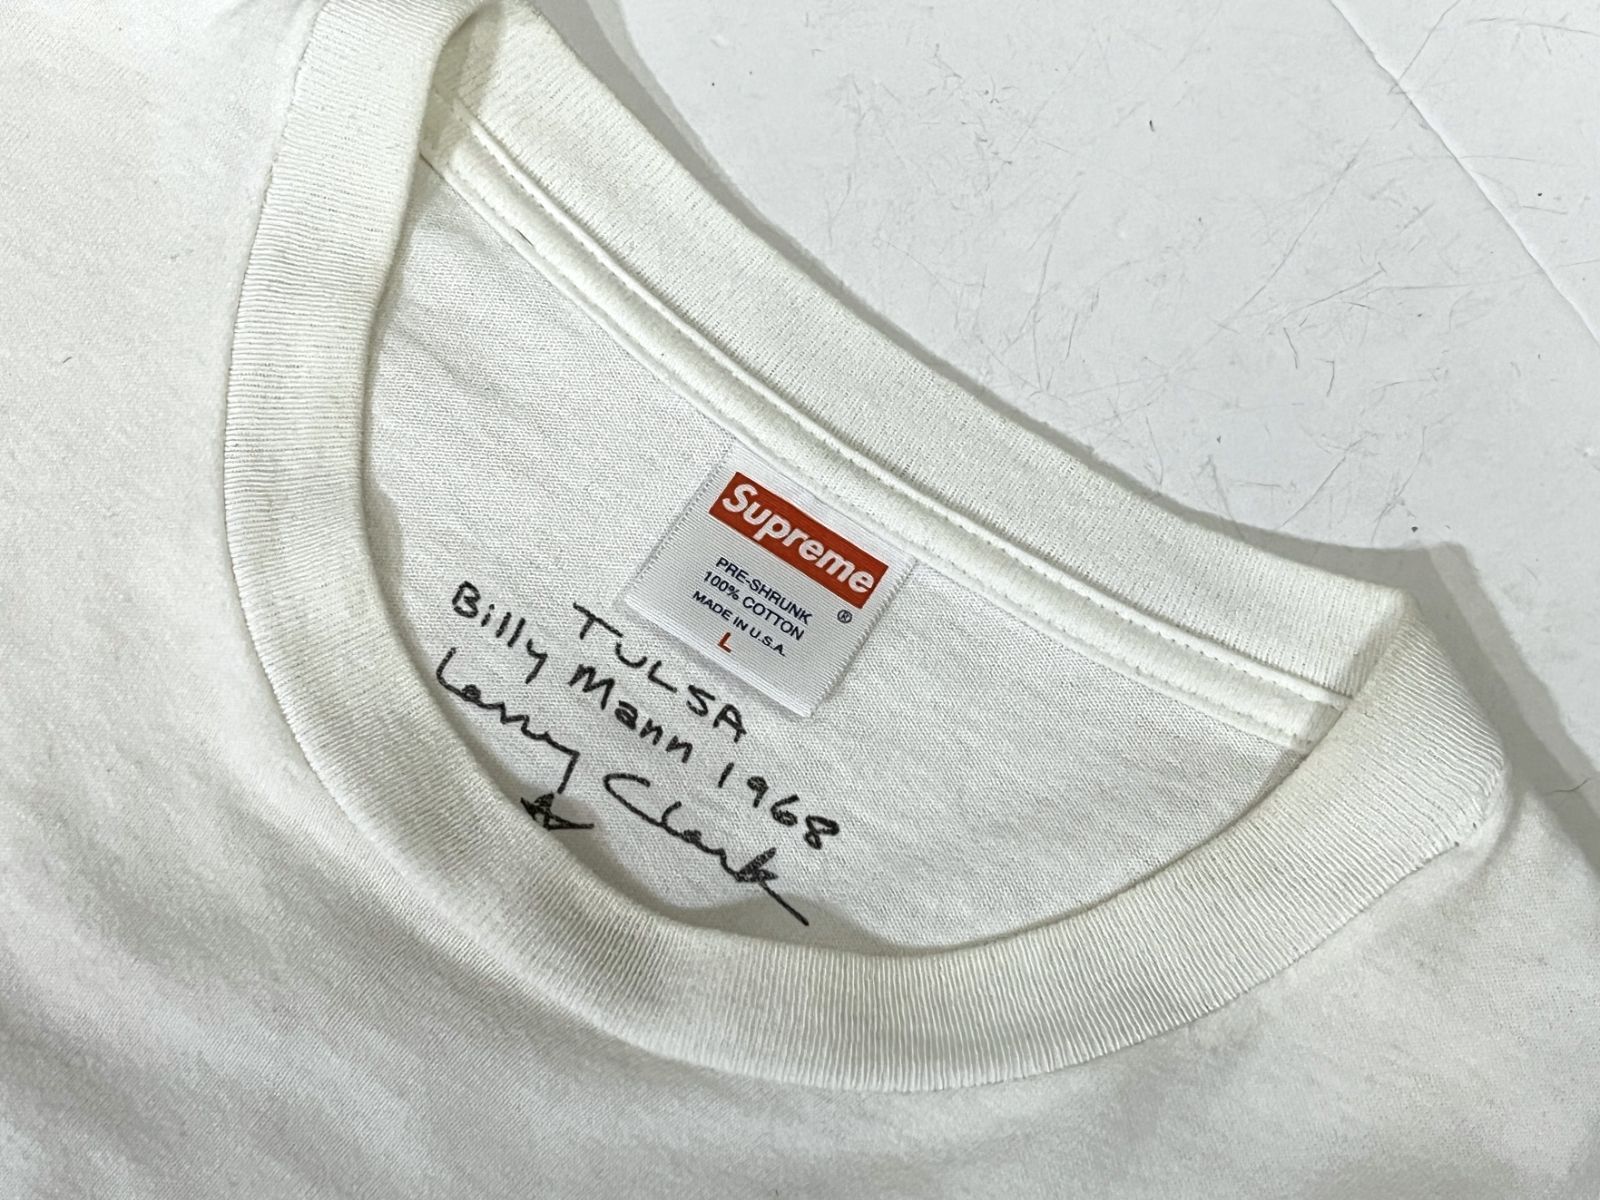 Supreme®
PRE-SHRUNK
100% COTTON
MADE IN U.S.A.
L
TULSA
Billy Mann 1968
Larry Clark